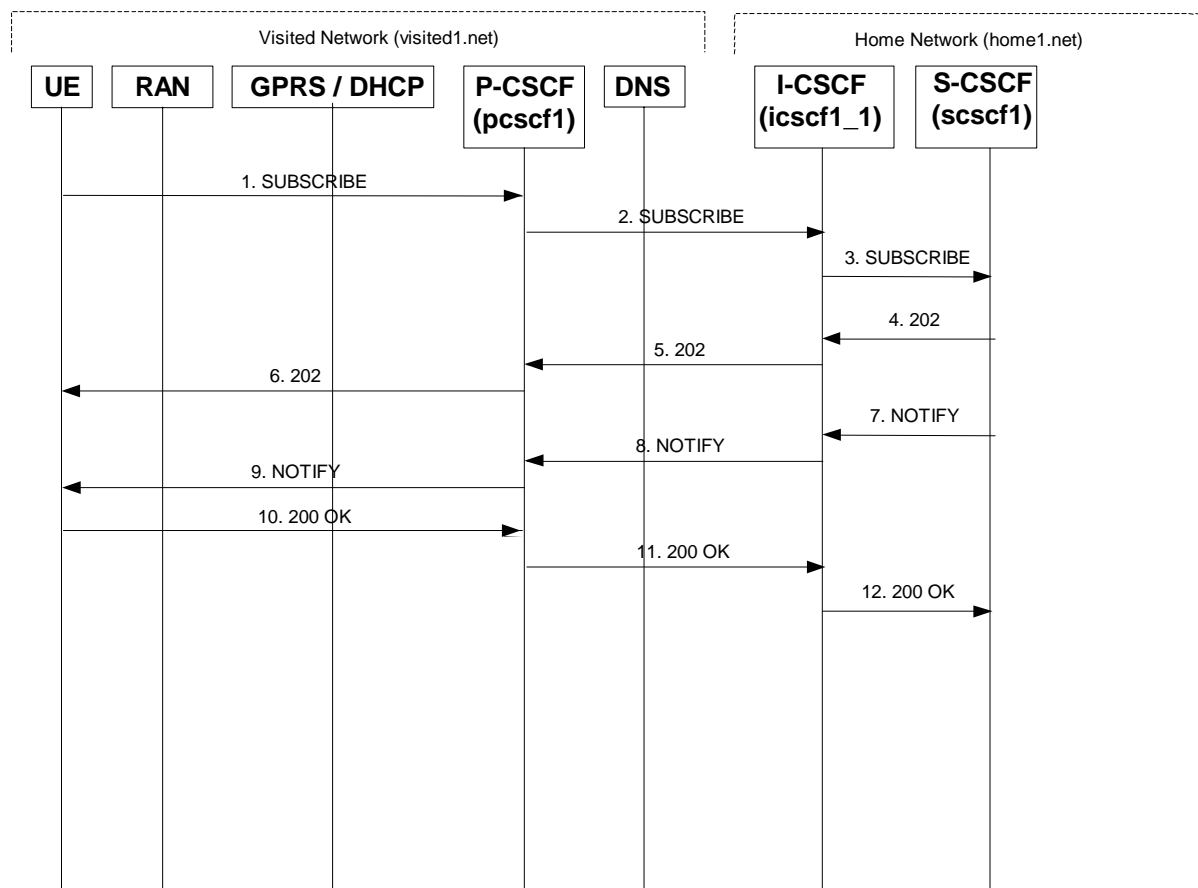 Visited Network (visited1.net)
Home Network (home1.net)
UE
RAN
GPRS / DHCP
P-CSCF
(pcscf1)
DNS
I-CSCF
(icscf1_1)
S-CSCF
(scscf1)
1. SUBSCRIBE
2. SUBSCRIBE
3. SUBSCRIBE
4. 202
5. 202
6. 202
7. NOTIFY
8. NOTIFY
9. NOTIFY
10. 200 OK
11. 200 OK
12. 200 OK